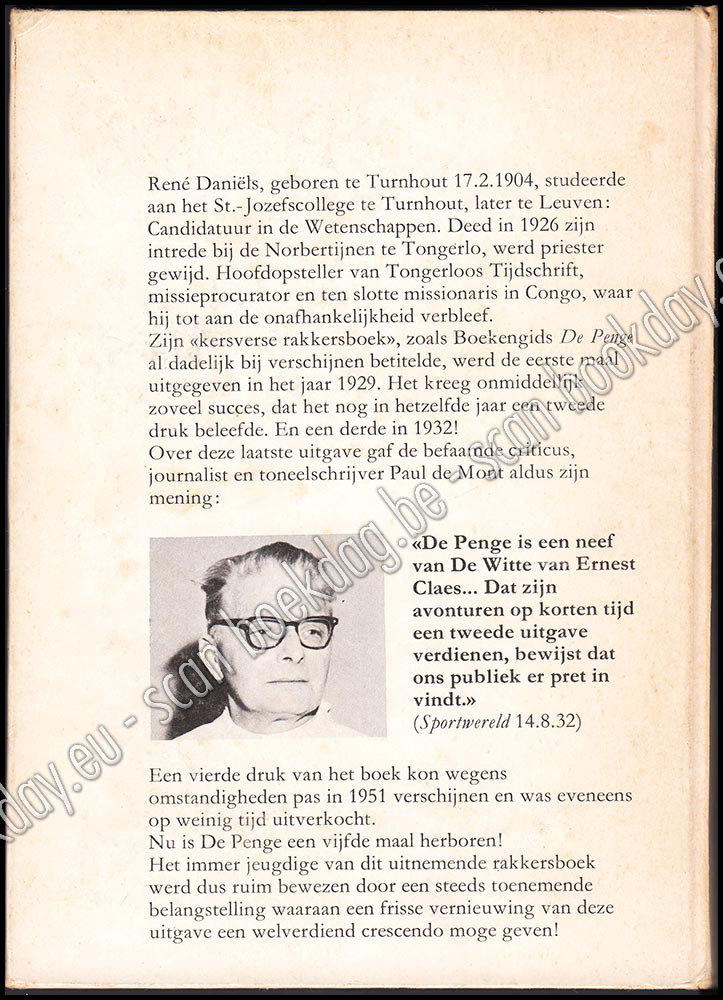 René Daniëls, geboren te Turnhout 17.2.1904, studeerde
aan het St.-Jozefscollege te Turnhout, later te Leuven:
Candidatuur in de Wetenschappen. Deed in 1926 zijn
intrede bij de Norbertijnen te Tongerlo, werd priester
gewijd. Hoofdopsteller van Tongerloos Tijdschrift,
missieprocurator en ten slotte missionaris in Congo, waar
hij tot aan de onafhankelijkheid verbleef.
Zijn «kersverse rakkersboek», zoals Boekengids De Penge
al dadelijk bij verschijnen betitelde, werd de eerste maal
uitgegeven in het jaar 1929. Het kreeg onmiddellijk
zoveel succes, dat het nog in hetzelfde jaar een tweede
druk beleefde. En een derde in 1932!
Over deze laatste uitgave gaf de befaamde criticus,
journalist en toneelschrijver Paul de Mont aldus zijn
mening:
«De Penge is een neef
van De Witte van Ernest
Claes... Dat zijn
avonturen op korten tijd
een tweede uitgave
verdienen, bewijst dat
ons publiek er pret in
vindt.»
(Sportwereld 14.8.32)
Een vierde druk van het boek kon wegens
omstandigheden pas in 1951 verschijnen en was eveneens
op weinig tijd uitverkocht.
Nu is De Penge een vijfde maal herboren!
Het immer jeugdige van dit uitnemende rakkersboek
werd dus ruim bewezen door een steeds toenemende
belangstelling waaraan een frisse vernieuwing van deze
uitgave een welverdiend crescendo moge geven!
day.eu - scan boekdag.be - scan bookday.e